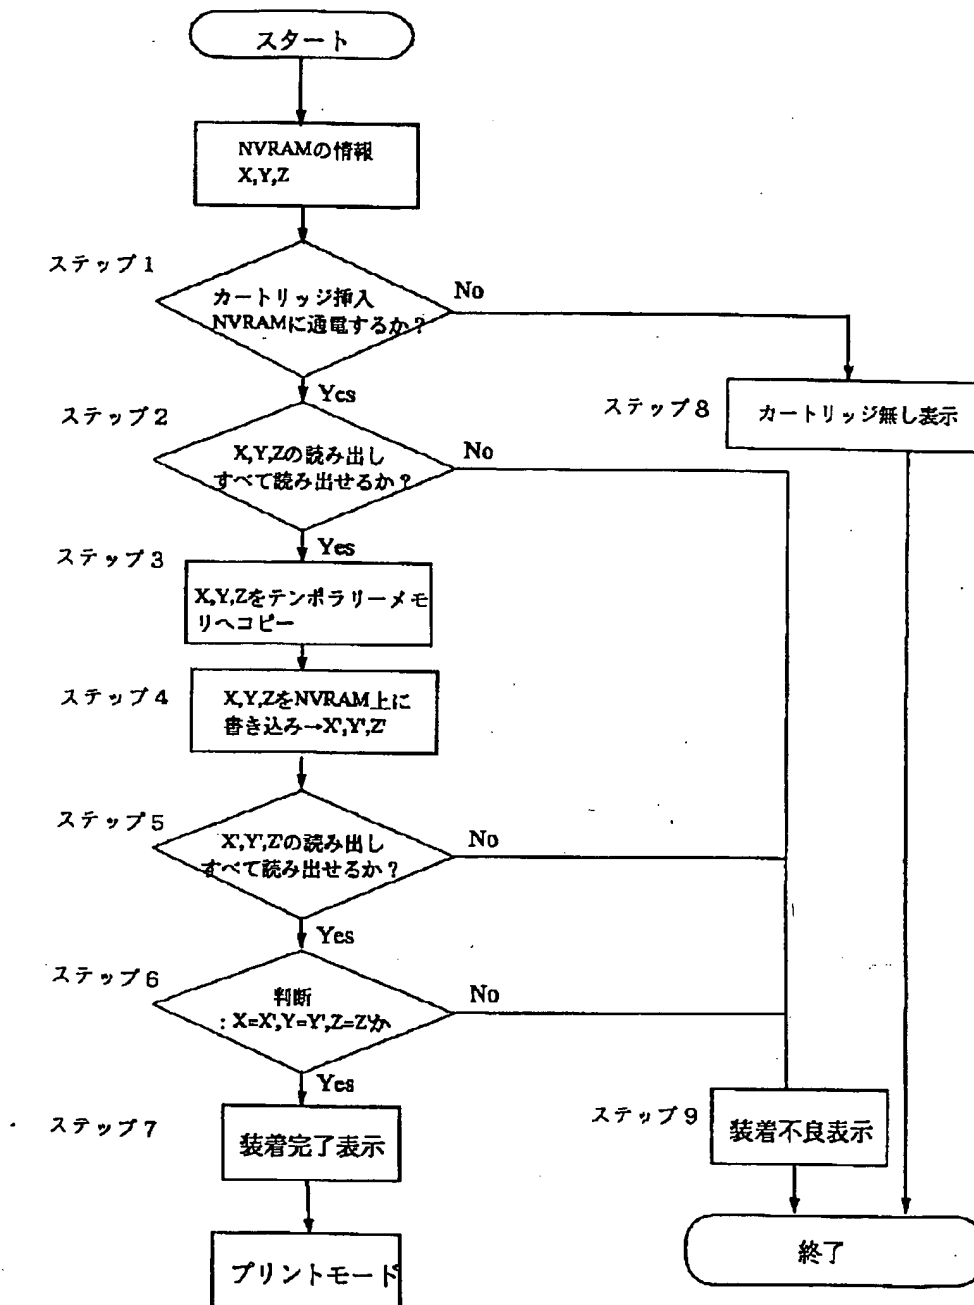 スタート
NVRAMの情報
X,Y,Z
ステップ1
カートリッジ挿入
NVRAMに通電するか?
No
Yes
ステップ8
カートリッジ無し表示
ステップ2
X,Y,Zの読み出し
すべて読み出せるか?
No
Yes
ステップ3
X,Y,Zをテンポラリーメモ
リへコピー
ステップ4
X,Y,ZをNVRAM上に
書き込み→X',Y',Z'
ステップ5
X',Y',Z'の読み出し
すべて読み出せるか?
No
Yes
ステップ6
判断
:X=X',Y=Y',Z=Z'か
No
Yes
ステップ7
装着完了表示
ステップ9
装着不良表示
プリントモード
終了